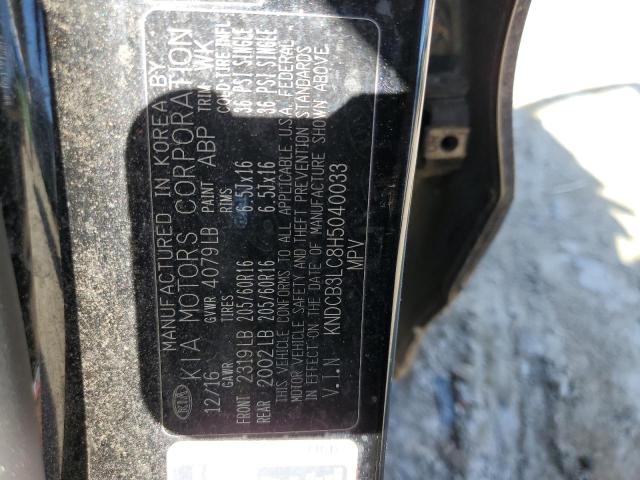 MANUFACTURED IN KOREA BY
KIA MOTORS CORPORATION
KIA
12/16 GVWR 4079LB PAINT ABP TRIM WK
GAWR TIRES RIMS COLD TIRE INFL
FRONT 2319LB 205/60R16 6.5Jx16 36 PSI SINGLE
REAR 2002LB 205/60R16 6.5Jx16 36 PSI SINGLE
THIS VEHICLE CONFORMS TO ALL APPLICABLE U.S.A. FEDERAL
MOTOR VEHICLE SAFETY AND THEFT PREVENTION STANDARDS
IN EFFECT ON THE DATE OF MANUFACTURE SHOWN ABOVE.
V.I.N KNDCB3LC8H5040033
MPV